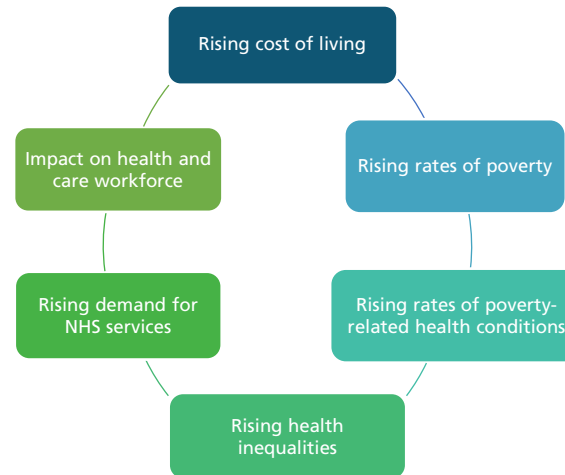 Rising cost of living
Rising rates of poverty
Rising rates of poverty-
related health conditions
Rising health
inequalities
Rising demand for
NHS services
Impact on health and
care workforce